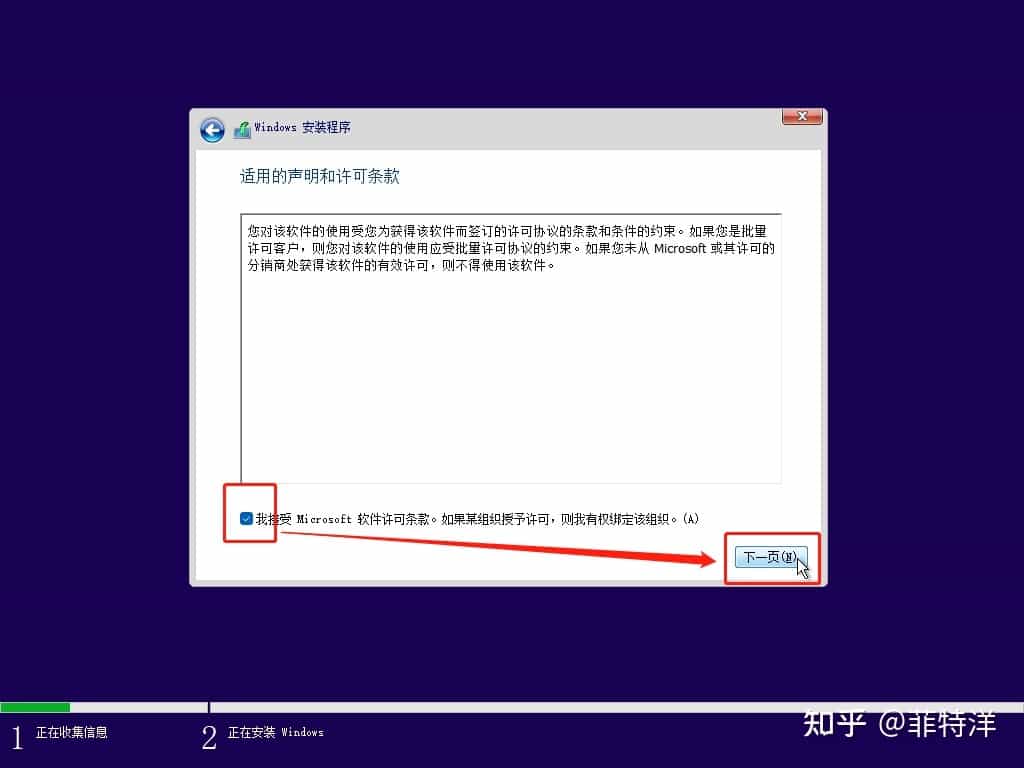 Windows 安装程序
适用的声明和许可条款
您对该软件的使用受您为获得该软件而签订的许可协议的条款和条件的约束。如果您是批量
许可客户，则您对该软件的使用应受批量许可协议的约束。如果您未从 Microsoft 或其许可的
分销商处获得该软件的有效许可，则不得使用该软件。
我接受 Microsoft 软件许可条款。如果某组织授予许可，则我有权绑定该组织。(A)
下一页(N)
1 正在收集信息
2 正在安装 Windows
知乎 @菲特洋